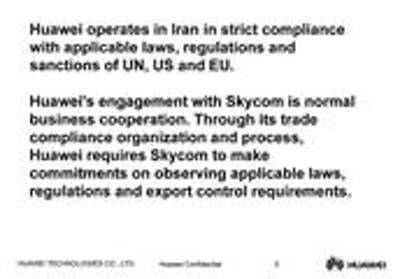 Huawei operates in Iran in strict compliance
with applicable laws, regulations and
sanctions of UN, US and EU.
Huawei's engagement with Skycom is normal
business cooperation. Through its trade
compliance organization and process,
Huawei requires Skycom to make
commitments on observing applicable laws,
regulations and export control requirements.
HUAWEI TECHNOLOGIES CO., LTD. Huawei Confidential HUAWEI